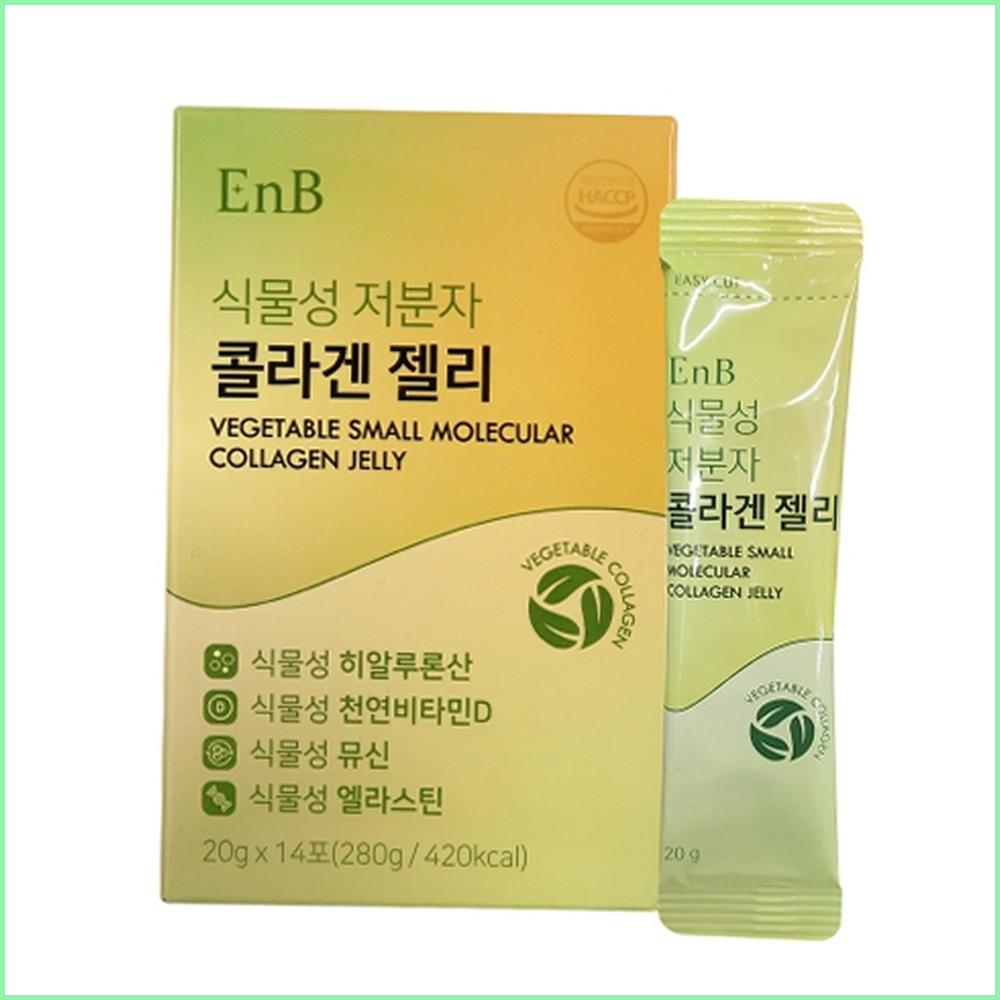 EnB
HACCP
식물성 저분자
콜라겐 젤리
VEGETABLE SMALL MOLECULAR
COLLAGEN JELLY
VEGETABLE COLLAGEN
식물성 히알루론산
D
식물성 천연비타민D
식물성 뮤신
식물성 엘라스틴
20g x 14포(280g / 420kcal)
EASY CUT
EnB
식물성
저분자
콜라겐 젤리
VEGETABLE SMALL
MOLECULAR
COLLAGEN JELLY
VEGETABLE COLLAGEN
20 g